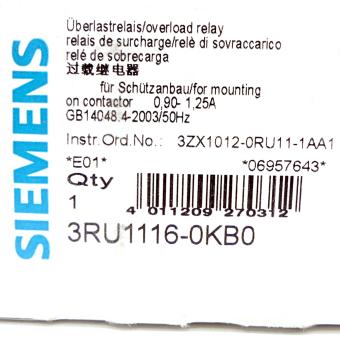 SIEMENS
Überlastrelais/overload relay
relais de surcharge/relè di sovraccarico
relé de sobrecarga
过载继电器
für Schützanbau/for mounting
on contactor 0,90- 1,25A
GB14048.4-2003/50Hz
Instr.Ord.No.: 3ZX1012-0RU11-1AA1
*E01* *06957643*
Qty
1
4 011209 270312
3RU1116-0KB0